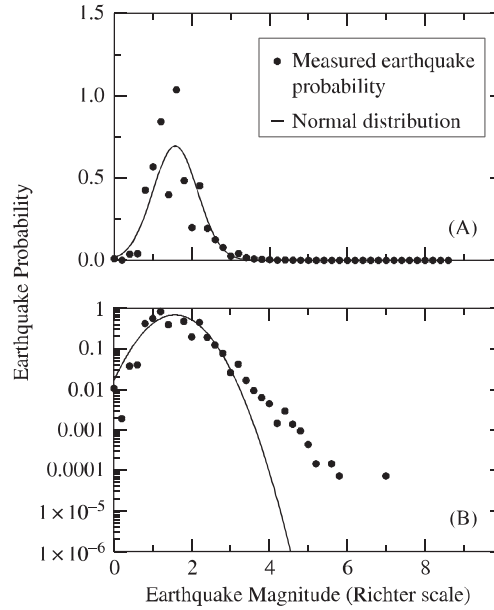 1.5
1.0
0.5
0.0
Measured earthquake
probability
Normal distribution
(A)
Earthquake Probability
1
0.1
0.01
0.001
0.0001
1 × 10⁻⁵
1 × 10⁻⁶
(B)
0 2 4 6 8
Earthquake Magnitude (Richter scale)